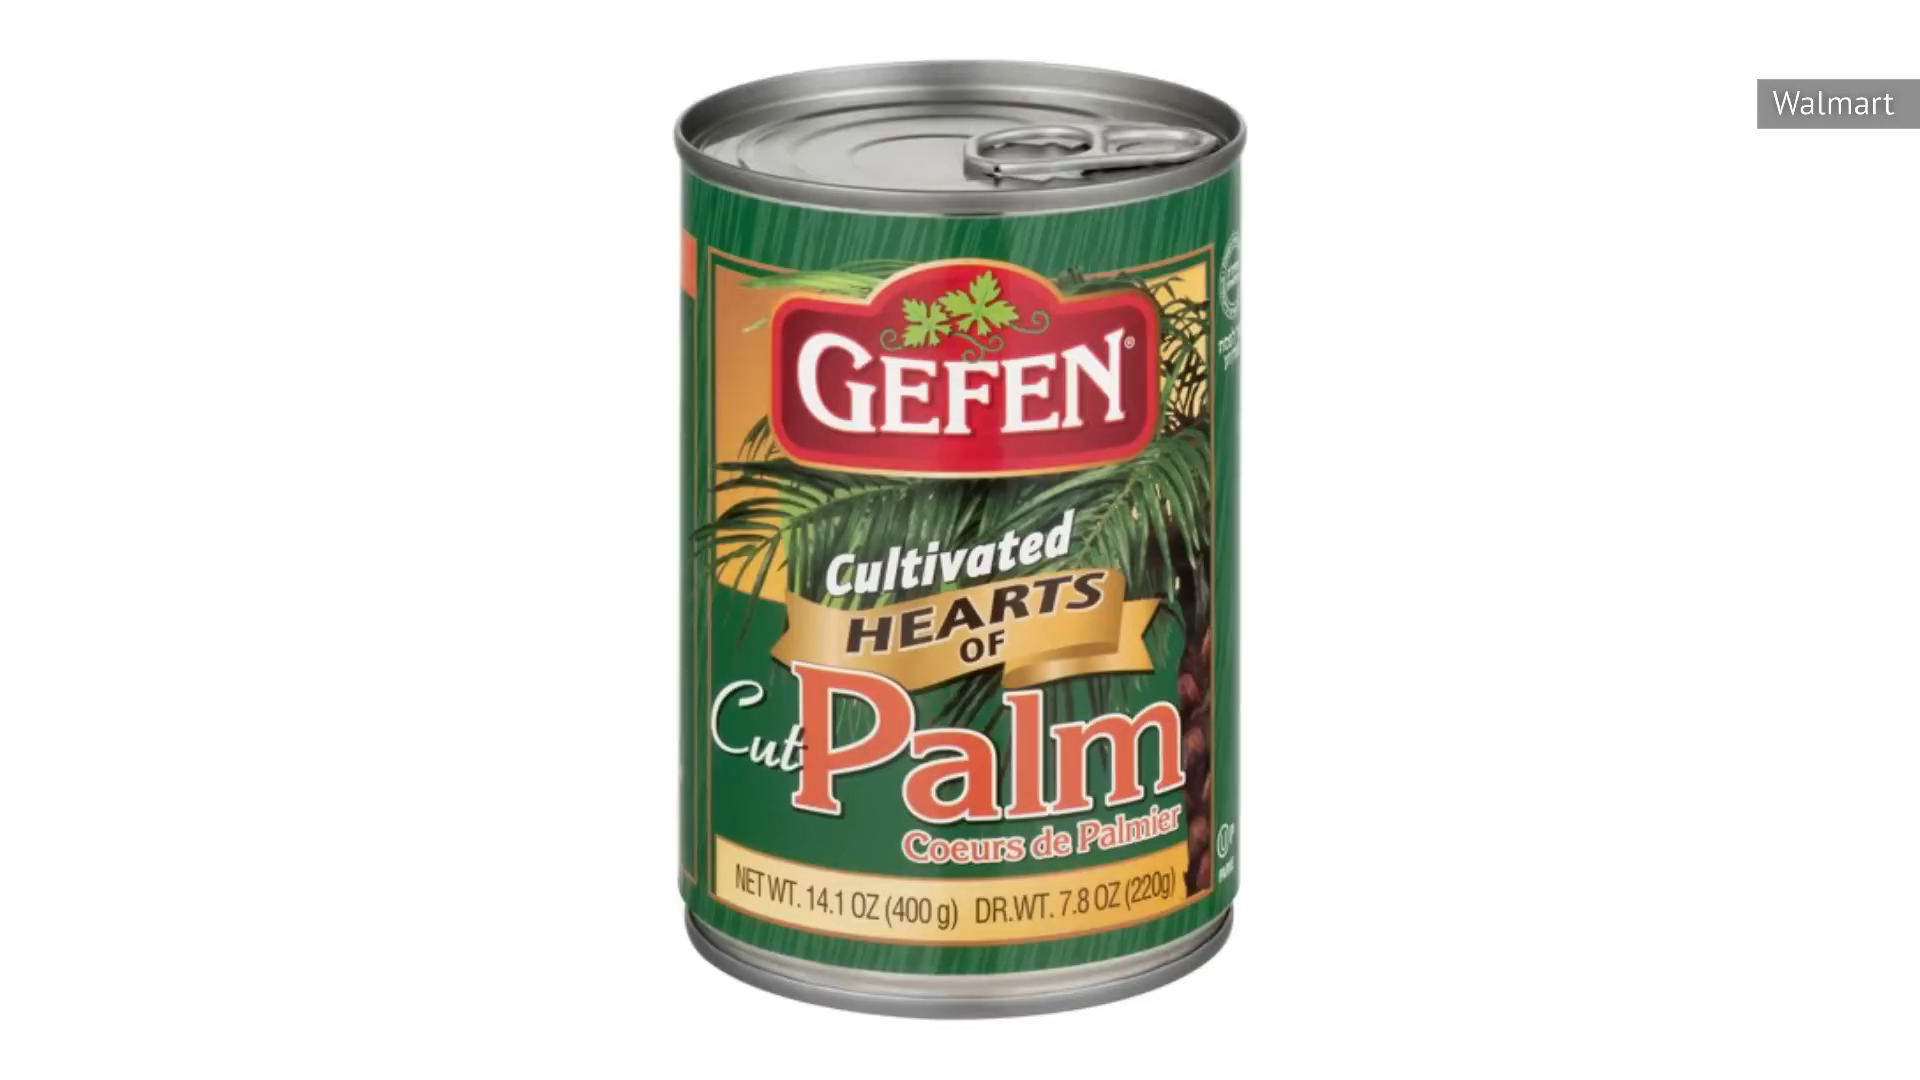 Walmart
GEFEN®
Cultivated
HEARTS
OF
Cut Palm
Coeurs de Palmier
NET WT. 14.1 OZ (400 g) DR.WT. 7.8 OZ (220g)